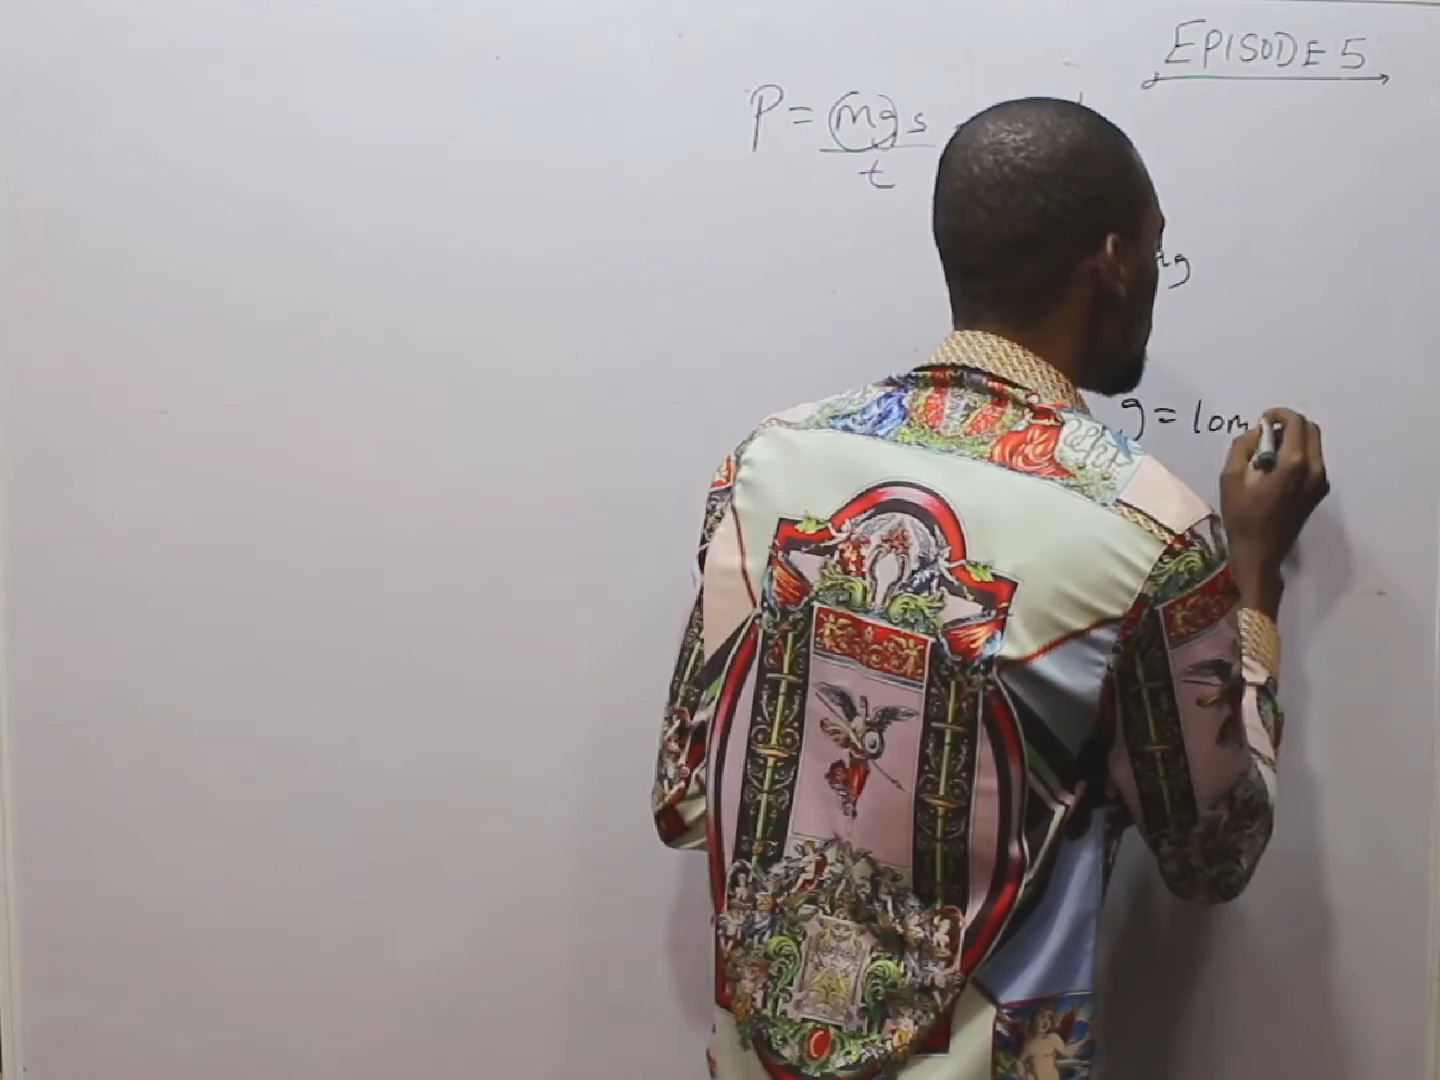 EPISODE 5
P = mgs
t
g = 10m